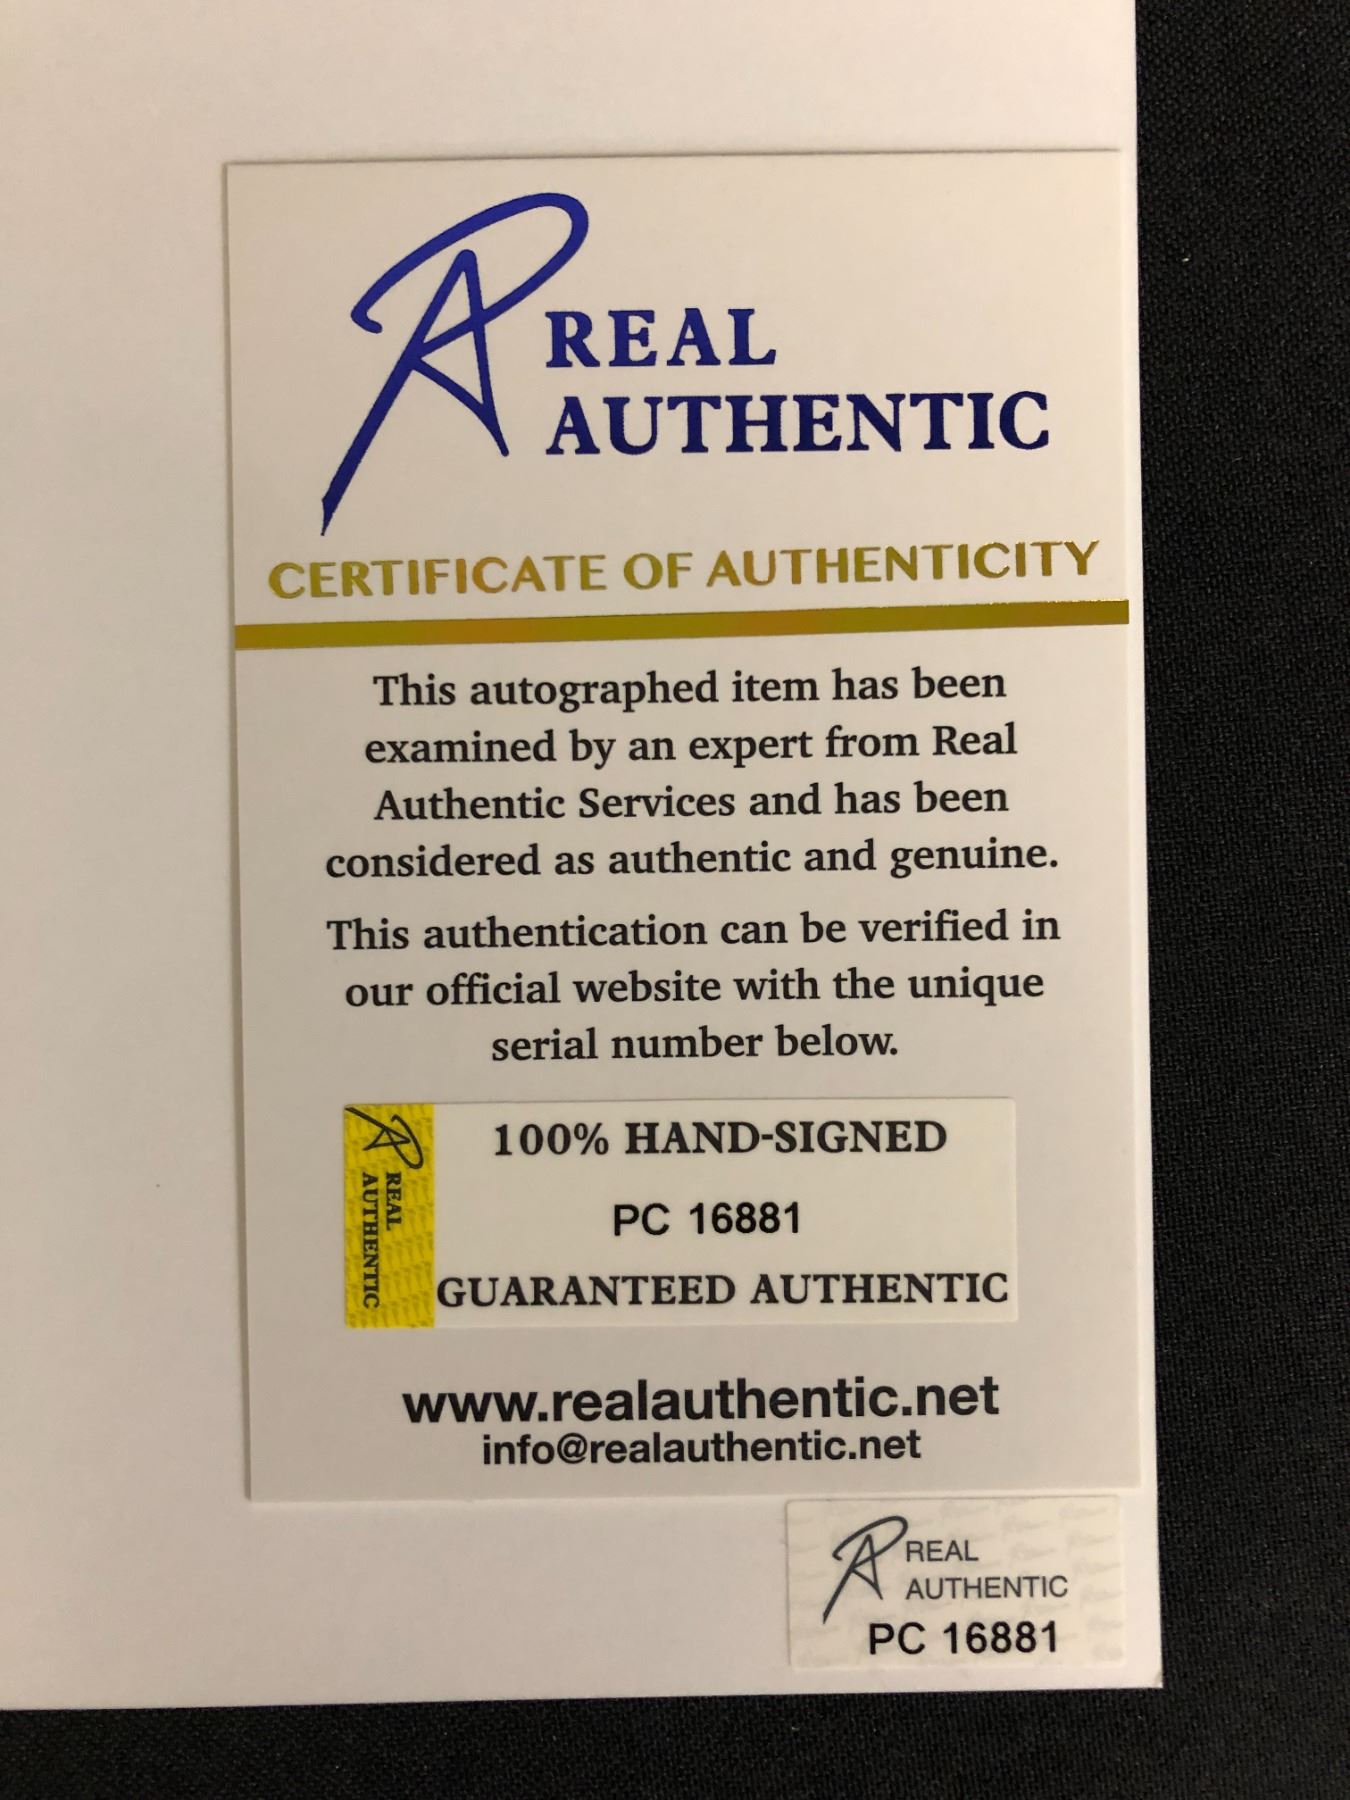 REAL
AUTHENTIC
CERTIFICATE OF AUTHENTICITY
This autographed item has been
examined by an expert from Real
Authentic Services and has been
considered as authentic and genuine.
This authentication can be verified in
our official website with the unique
serial number below.
REAL
AUTHENTIC
100% HAND-SIGNED
PC 16881
GUARANTEED AUTHENTIC
www.realauthentic.net
info@realauthentic.net
REAL
AUTHENTIC
PC 16881